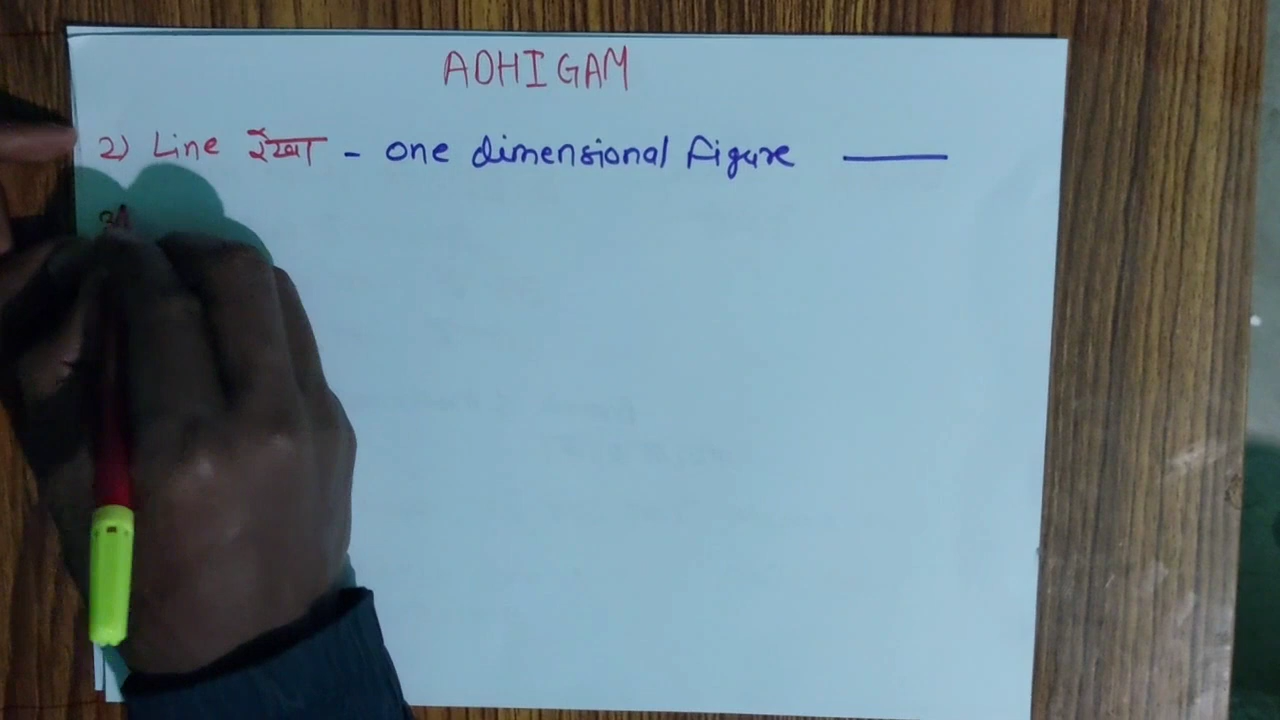 ADHIGAM
2) Line रेखा - one dimensional figure